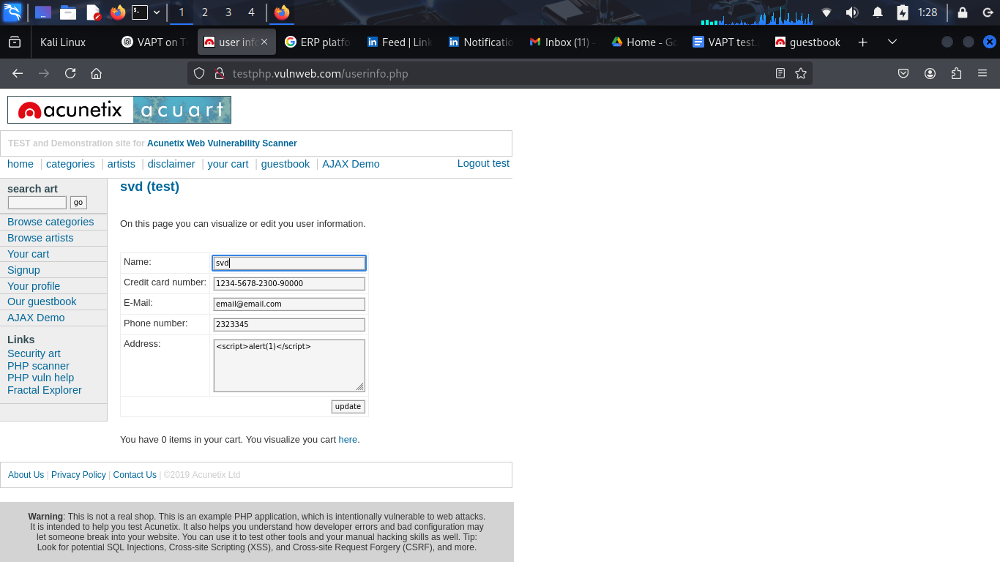 1 2 3 4 1:28
Kali Linux VAPT on T user info ERP platfo Feed | Link Notificatio Inbox (11) Home - Go VAPT test. guestbook
testphp.vulnweb.com/userinfo.php
acunetix acuart
TEST and Demonstration site for Acunetix Web Vulnerability Scanner
home | categories | artists | disclaimer | your cart | guestbook | AJAX Demo Logout test
search art
go
Browse categories
Browse artists
Your cart
Signup
Your profile
Our guestbook
AJAX Demo
Links
Security art
PHP scanner
PHP vuln help
Fractal Explorer
svd (test)
On this page you can visualize or edit you user information.
Name: svd
Credit card number: 1234-5678-2300-90000
E-Mail: email@email.com
Phone number: 2323345
Address: <script>alert(1)</script>
update
You have 0 items in your cart. You visualize you cart here.
About Us | Privacy Policy | Contact Us | ©2019 Acunetix Ltd
Warning: This is not a real shop. This is an example PHP application, which is intentionally vulnerable to web attacks.
It is intended to help you test Acunetix. It also helps you understand how developer errors and bad configuration may
let someone break into your website. You can use it to test other tools and your manual hacking skills as well. Tip:
Look for potential SQL Injections, Cross-site Scripting (XSS), and Cross-site Request Forgery (CSRF), and more.